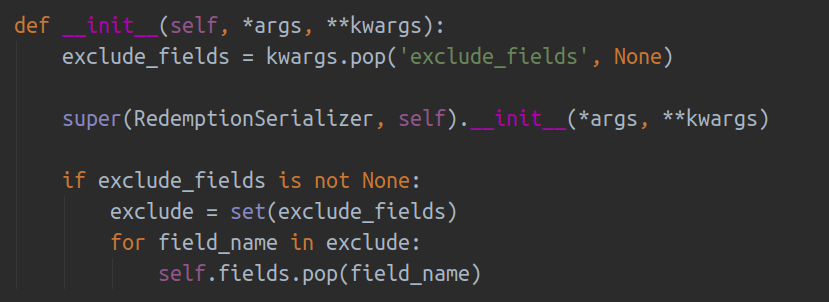 def __init__(self, *args, **kwargs):
    exclude_fields = kwargs.pop('exclude_fields', None)
    super(RedemptionSerializer, self).__init__(*args, **kwargs)
    if exclude_fields is not None:
        exclude = set(exclude_fields)
        for field_name in exclude:
            self.fields.pop(field_name)